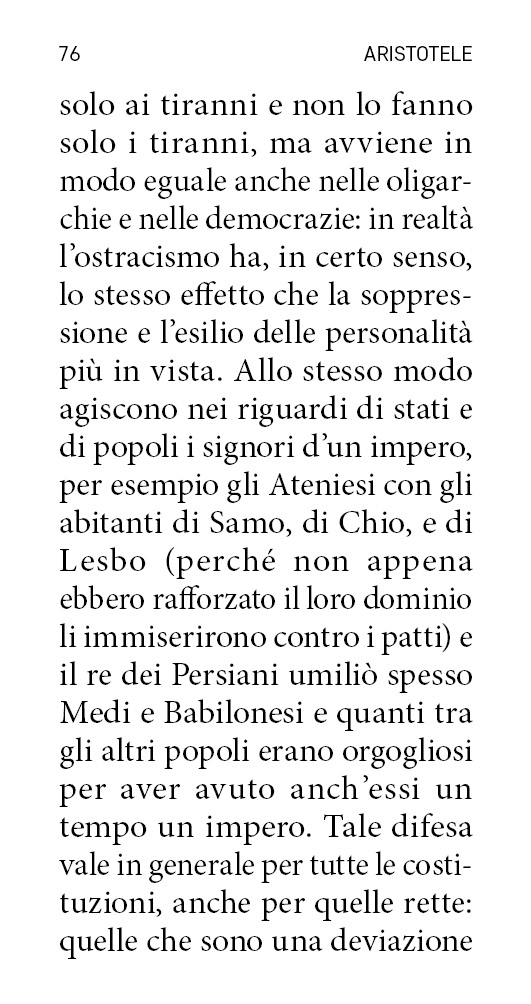 76 ARISTOTELE
solo ai tiranni e non lo fanno
solo i tiranni, ma avviene in
modo eguale anche nelle oligar-
chie e nelle democrazie: in realtà
l’ostracismo ha, in certo senso,
lo stesso effetto che la soppres-
sione e l’esilio delle personalità
più in vista. Allo stesso modo
agiscono nei riguardi di stati e
di popoli i signori d’un impero,
per esempio gli Ateniesi con gli
abitanti di Samo, di Chio, e di
Lesbo (perché non appena
ebbero rafforzato il loro dominio
li immiserirono contro i patti) e
il re dei Persiani umiliò spesso
Medi e Babilonesi e quanti tra
gli altri popoli erano orgogliosi
per aver avuto anch’essi un
tempo un impero. Tale difesa
vale in generale per tutte le costi-
tuzioni, anche per quelle rette:
quelle che sono una deviazione